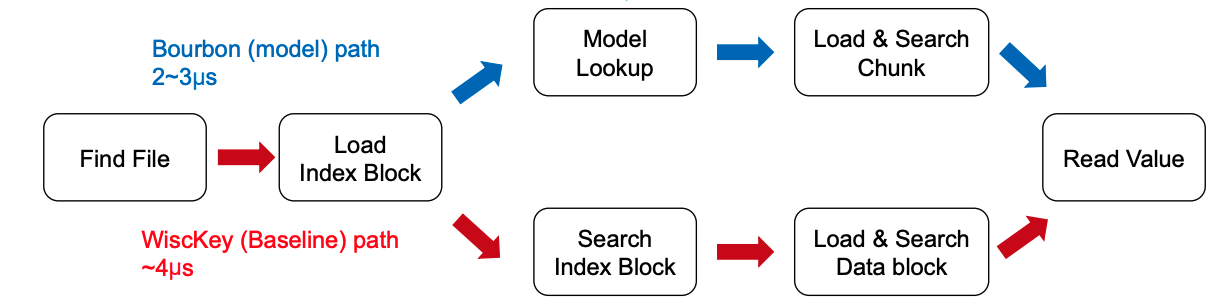 Bourbon (model) path
2~3μs
Model
Lookup
Load & Search
Chunk
Find File
Load
Index Block
Read Value
WiscKey (Baseline) path
~4μs
Search
Index Block
Load & Search
Data block